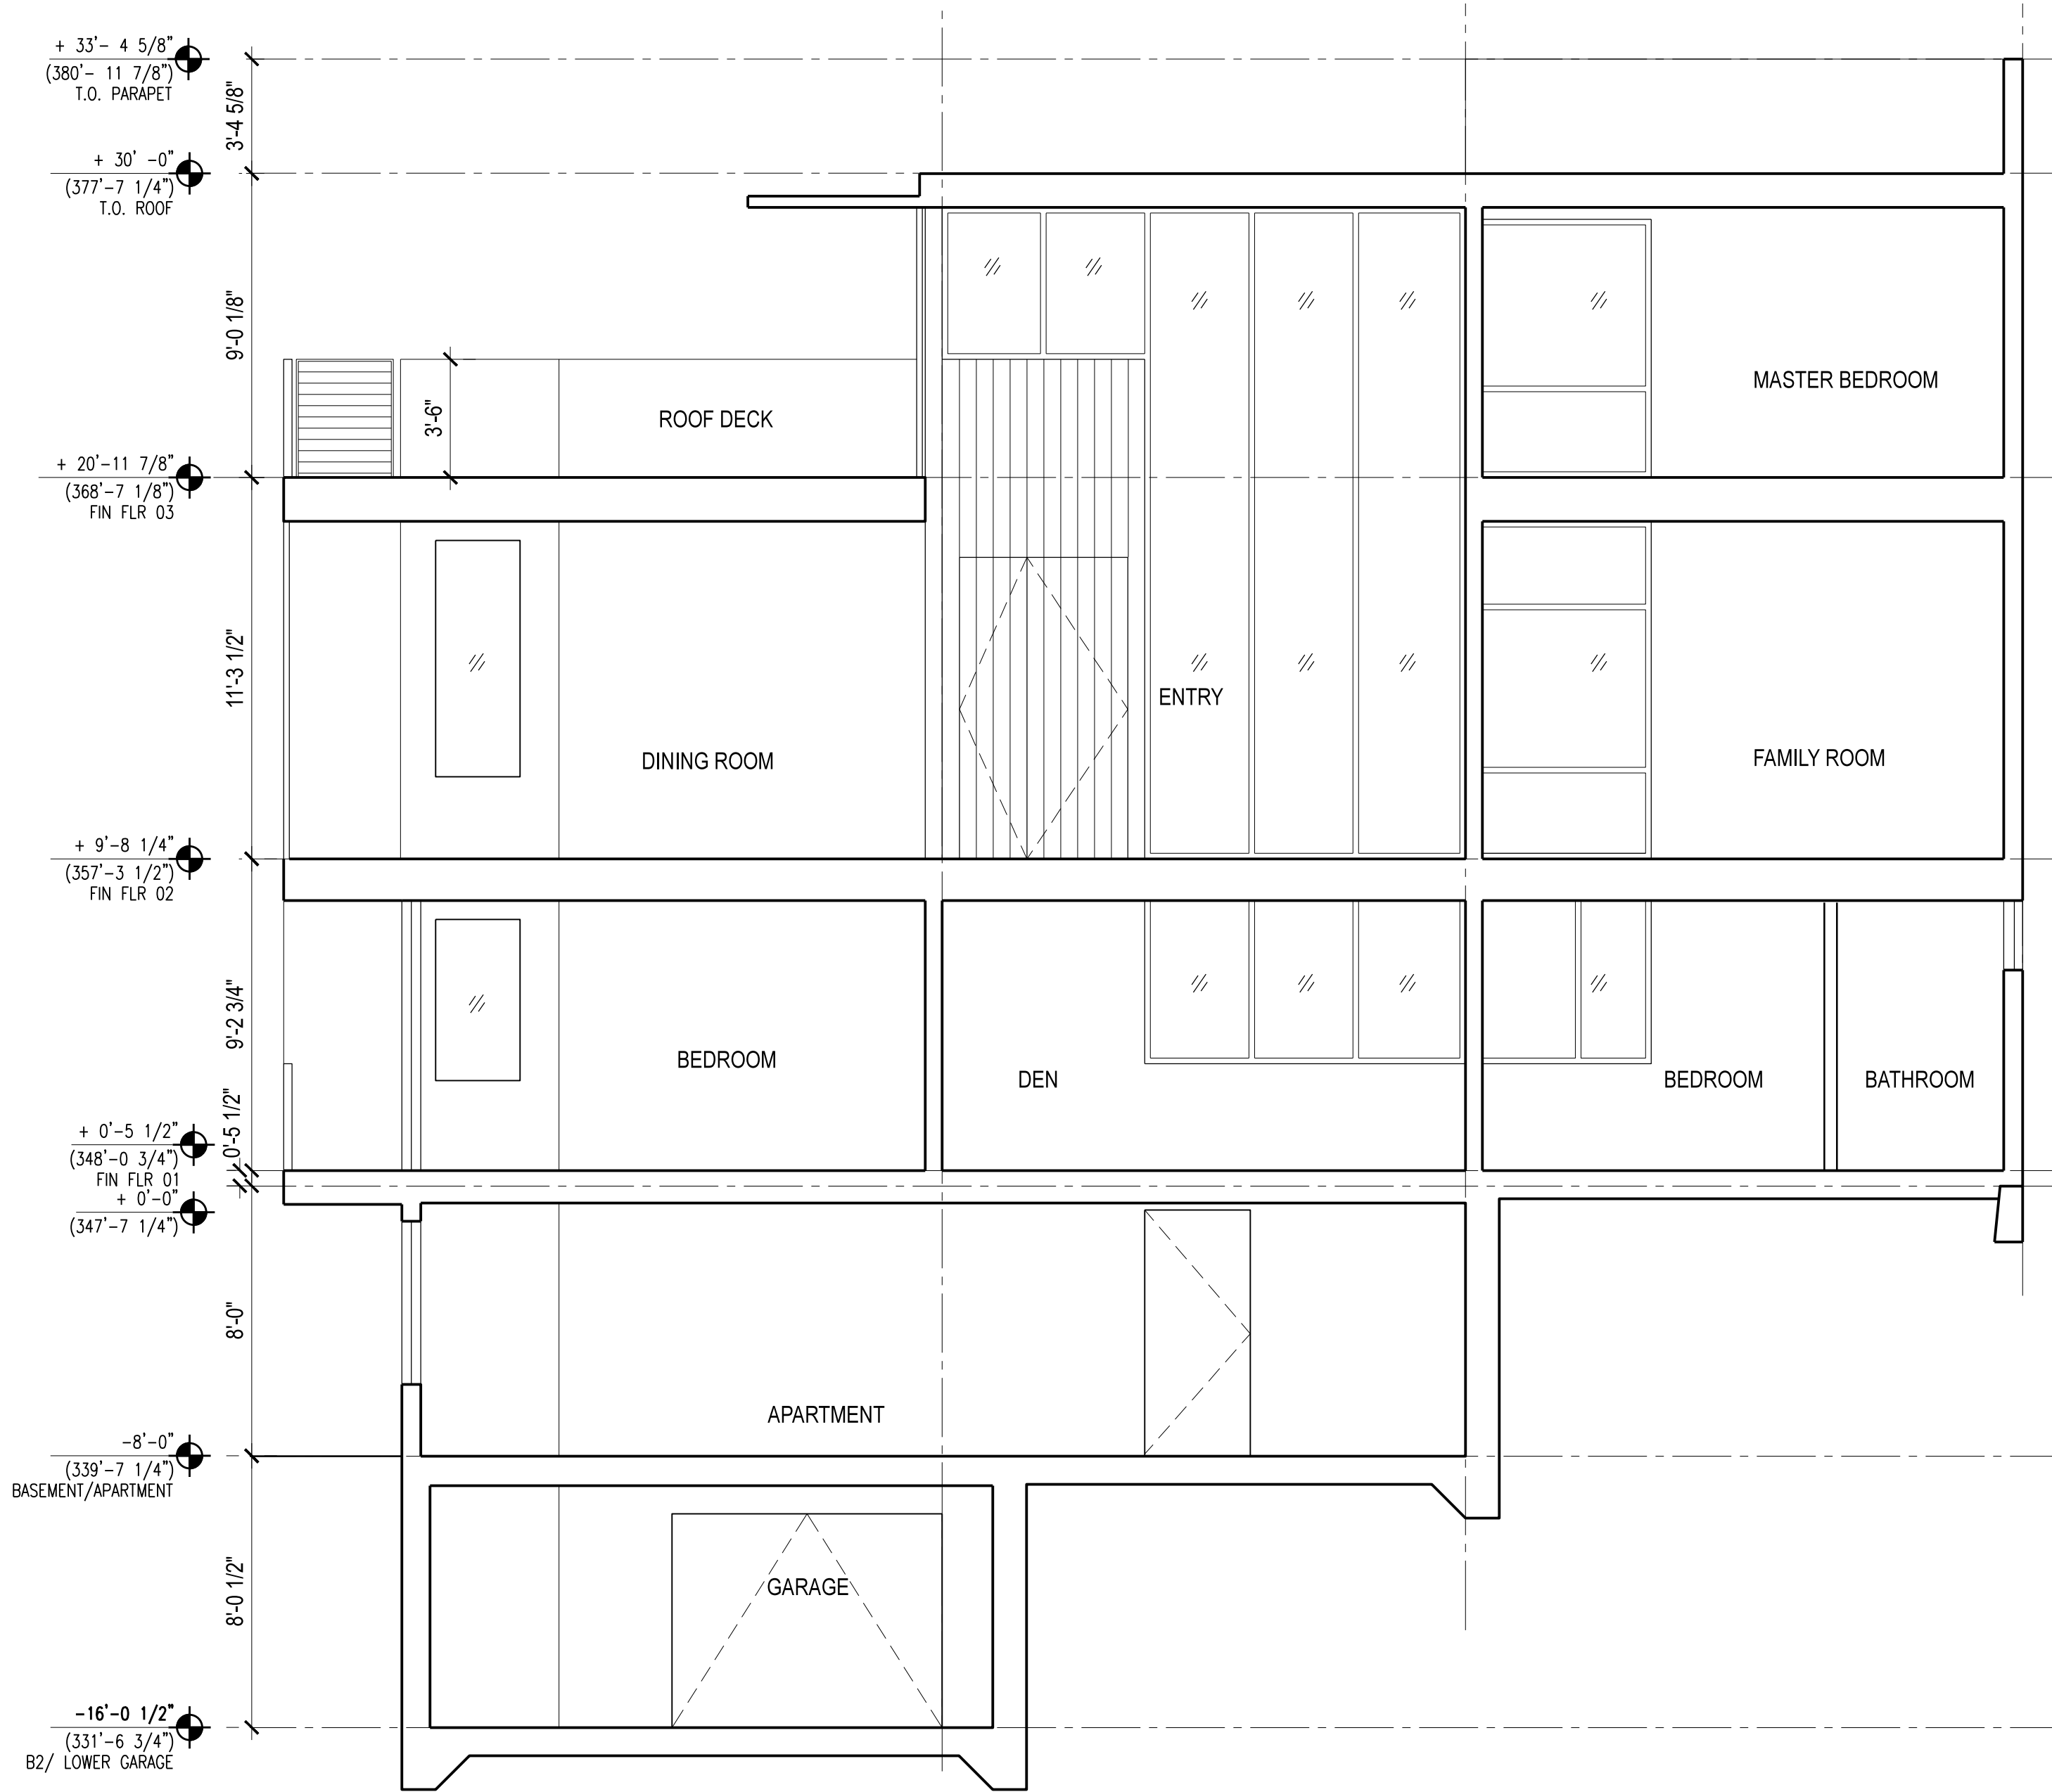 + 33'- 4 5/8"
(380'- 11 7/8")
T.O. PARAPET
3'-4 5/8"
+ 30' -0"
(377'-7 1/4")
T.O. ROOF
9'-0 1/8"
MASTER BEDROOM
ROOF DECK
3'-6"
+ 20'-11 7/8"
(368'-7 1/8")
FIN FLR 03
11'-3 1/2"
ENTRY
DINING ROOM
FAMILY ROOM
+ 9'-8 1/4"
(357'-3 1/2")
FIN FLR 02
9'-2 3/4"
BEDROOM
DEN
BEDROOM
BATHROOM
0'-5 1/2"
+ 0'-5 1/2"
(348'-0 3/4")
FIN FLR 01
+ 0'-0"
(347'-7 1/4")
8'-0"
APARTMENT
-8'-0"
(339'-7 1/4")
BASEMENT/APARTMENT
8'-0 1/2"
GARAGE
-16'-0 1/2"
(331'-6 3/4")
B2/ LOWER GARAGE